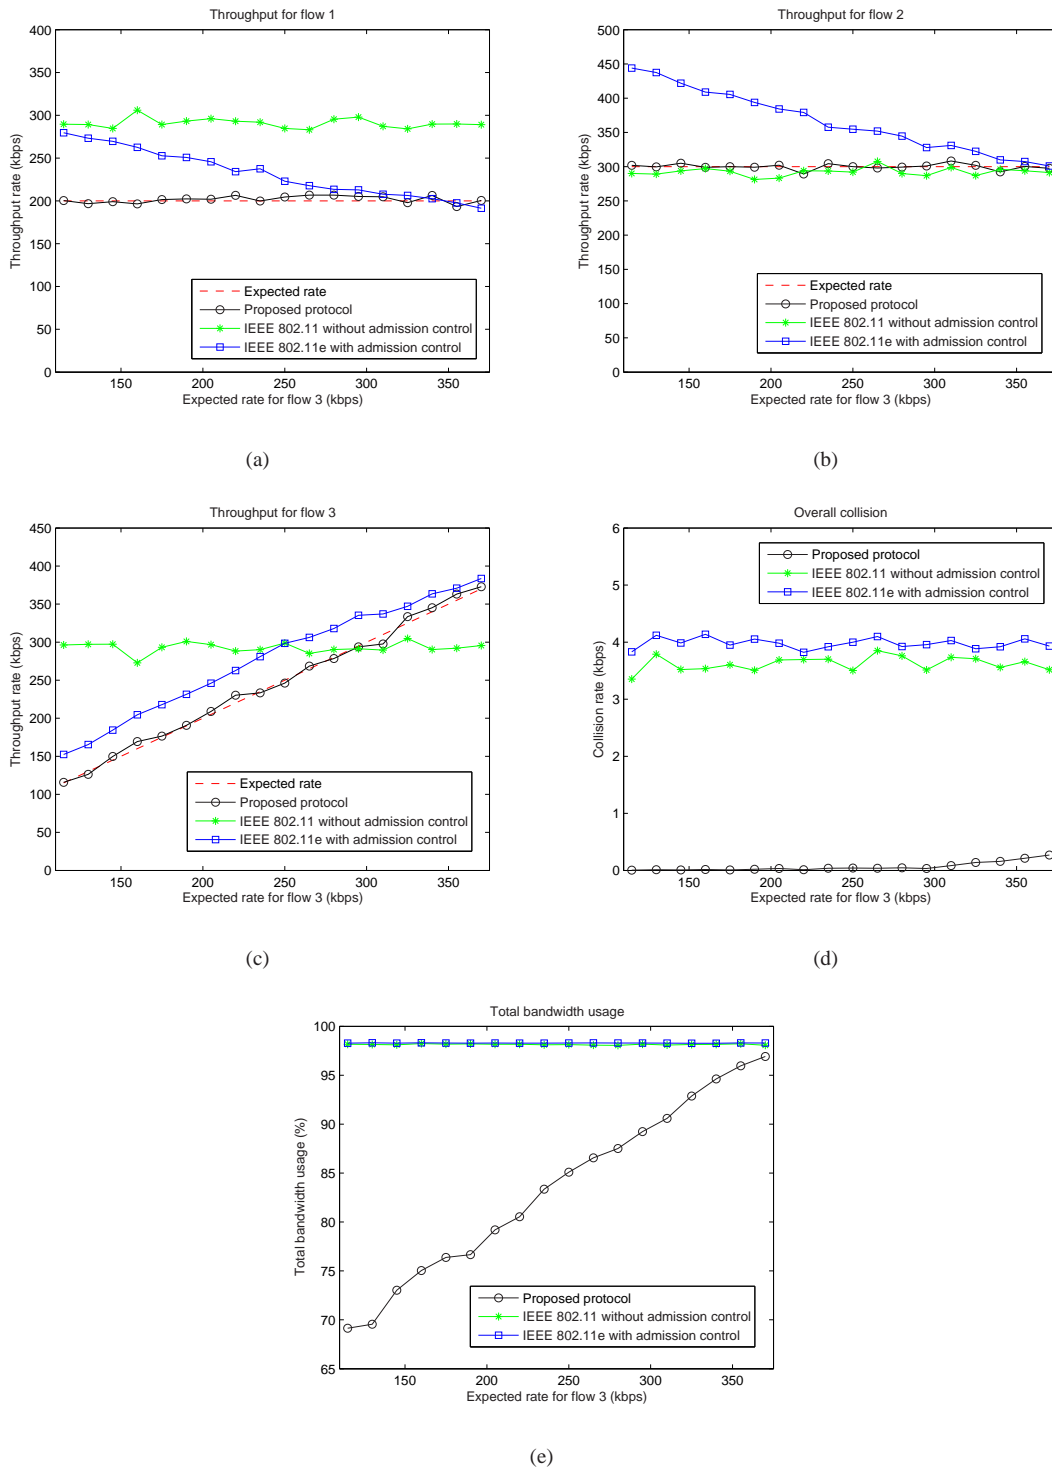 Throughput for flow 1
400
350
300
250
200
150
100
50
0
Throughput rate (kbps)
Expected rate
Proposed protocol
IEEE 802.11 without admission control
IEEE 802.11e with admission control
150 200 250 300 350
Expected rate for flow 3 (kbps)
(a)
Throughput for flow 2
500
450
400
350
300
250
200
150
100
50
0
Throughput rate (kbps)
Expected rate
Proposed protocol
IEEE 802.11 without admission control
IEEE 802.11e with admission control
150 200 250 300 350
Expected rate for flow 3 (kbps)
(b)
Throughput for flow 3
450
400
350
300
250
200
150
100
50
0
Throughput rate (kbps)
Expected rate
Proposed protocol
IEEE 802.11 without admission control
IEEE 802.11e with admission control
150 200 250 300 350
Expected rate for flow 3 (kbps)
(c)
Overall collision
6
5
4
3
2
1
0
Collision rate (kbps)
Proposed protocol
IEEE 802.11 without admission control
IEEE 802.11e with admission control
150 200 250 300 350
Expected rate for flow 3 (kbps)
(d)
Total bandwidth usage
100
95
90
85
80
75
70
65
Total bandwidth usage (%)
Proposed protocol
IEEE 802.11 without admission control
IEEE 802.11e with admission control
150 200 250 300 350
Expected rate for flow 3 (kbps)
(e)